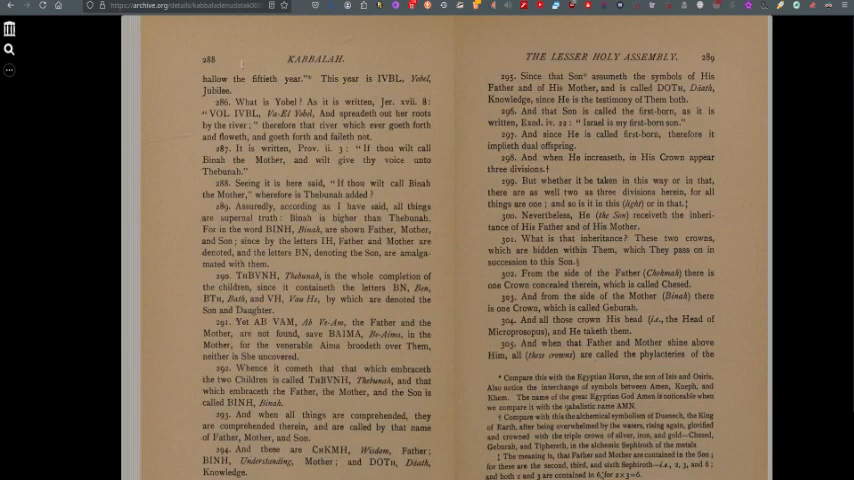 https://archive.org/details/kabbaladenudata00
288
KABBALAH.
hallow the fiftieth year."* This year is IVBL, Yobel,
Jubilee.
286. What is Yobel? As it is written, Jer. xvii. 8:
"VOL IVBL, Va-El Yobel, And spreadeth out her roots
by the river; therefore that river which ever goeth forth
and floweth, and goeth forth and faileth not.
287. It is written, Prov. ii. 3: "If thou wilt call
Binah the Mother, and wilt give thy voice unto
Thebunah."
288. Seeing it is here said, "If thou wilt call Binah
the Mother," wherefore is Thebunah added?
289. Assuredly, according as I have said, all things
are supernal truth: Binah is higher than Thebunah.
For in the word BINH, Binah, are shown Father, Mother,
and Son; since by the letters IH, Father and Mother are
denoted, and the letters BN, denoting the Son, are amalga-
mated with them.
290. THBVNH, Thebunah, is the whole completion of
the children, since it containeth the letters BN, Ben,
BTH, Bath, and VH, Vau He, by which are denoted the
Son and Daughter.
291. Yet AB VAM, Ab Ve-Am, the Father and the
Mother, are not found, save BAIMA, Be-Aima, in the
Mother, for the venerable Aima broodeth over Them,
neither is She uncovered.
292. Whence it cometh that that which embraceth
the two Children is called THBVNH, Thebunah, and that
which embraceth the Father, the Mother, and the Son is
called BINH, Binah.
293. And when all things are comprehended, they
are comprehended therein, and are called by that name
of Father, Mother, and Son.
294. And these are CHKMH, Wisdom, Father;
BINH, Understanding, Mother; and DOTH, Däath,
Knowledge.
THE LESSER HOLY ASSEMBLY.
289
295. Since that Son* assumeth the symbols of His
Father and of His Mother, and is called DOTH, Däath,
Knowledge, since He is the testimony of Them both.
296. And that Son is called the first-born, as it is
written, Exod. iv. 22: "Israel is my first-born son."
297. And since He is called first-born, therefore it
implieth dual offspring.
298. And when He increaseth, in His Crown appear
three divisions.†
299. But whether it be taken in this way or in that,
there are as well two as three divisions herein, for all
things are one; and so is it in this (light) or in that.‡
300. Nevertheless, He (the Son) receiveth the inheri-
tance of His Father and of His Mother.
301. What is that inheritance? These two crowns,
which are bidden within Them, which They pass on in
succession to this Son.§
302. From the side of the Father (Chokmah) there is
one Crown concealed therein, which is called Chesed.
303. And from the side of the Mother (Binah) there
is one Crown, which is called Geburah.
304. And all those crown His head (i.e., the Head of
Microprosopus), and He taketh them.
305. And when that Father and Mother shine above
Him, all (these crowns) are called the phylacteries of the
* Compare this with the Egyptian Horus, the son of Isis and Osiris.
Also notice the interchange of symbols between Amen, Kneph, and
Khem. The name of the great Egyptian God Amen is noticeable when
we compare it with the qabalistic name AMN.
† Compare with this the alchemical symbolism of Duenech, the King
of Earth, after being overwhelmed by the waters, rising again, glorified
and crowned with the triple crown of silver, iron, and gold—Chesed,
Geburah, and Tiphereth, in the alchemic Sephiroth of the metals
‡ The meaning is, that Father and Mother are contained in the Son;
for these are the second, third, and sixth Sephiroth—i.e., 2, 3, and 6;
and both 2 and 3 are contained in 6, for 2×3=6.